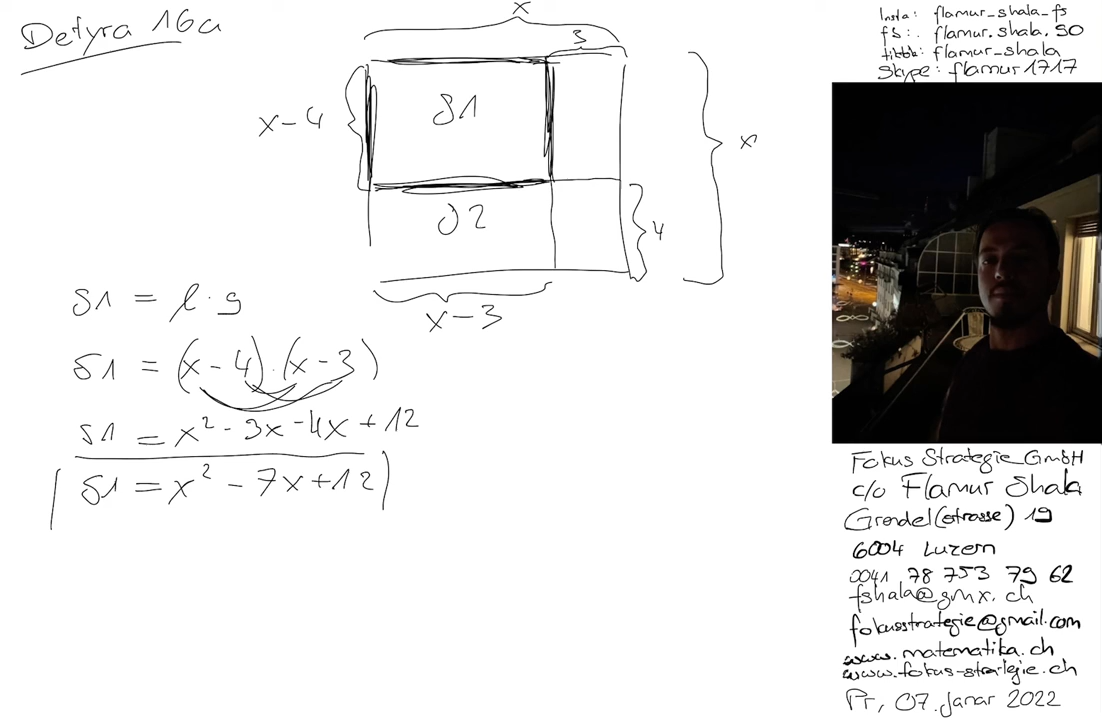 Detyra 16a
x
3
x-4
S1
x
S2
4
x-3
S1 = l·g
S1 = (x-4)·(x-3)
S1 = x² - 3x - 4x + 12
S1 = x² - 7x + 12
Insta: flamur_shala_fs
fb: flamur.shala.90
tiktok: flamur_shala
Skype: flamur1717
Fokus Strategie GmbH
c/o Flamur Shala
Grendel(strasse) 19
6004 Luzern
0041 78 753 79 62
fshala@gmx.ch
fokusstrategie@gmail.com
www.matematika.ch
www.fokus-strategie.ch
Pr, 07. Janar 2022